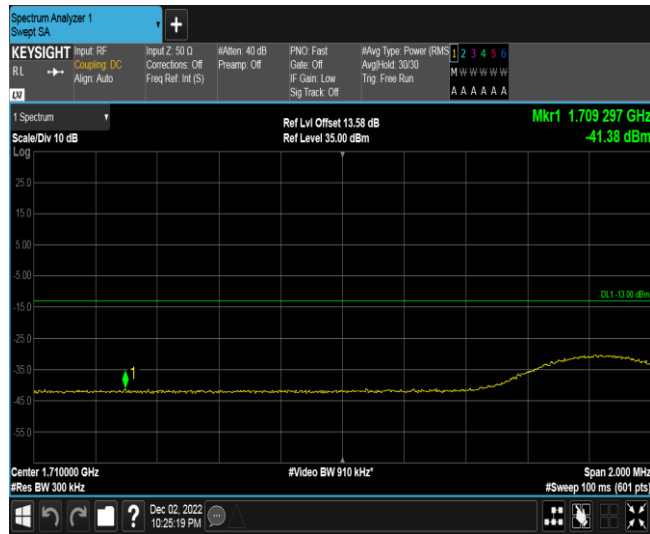 Spectrum Analyzer 1
Swept SA
KEYSIGHT
RL
LXI
Input: RF
Coupling: DC
Align: Auto
Input Z: 50 Ω
Corrections: Off
Freq Ref: Int (S)
#Atten: 40 dB
Preamp: Off
PNO: Fast
Gate: Off
IF Gain: Low
Sig Track: Off
#Avg Type: Power (RMS
Avg|Hold: 30/30
Trig: Free Run
1 2 3 4 5 6
M W W W W W
A A A A A A
1 Spectrum
Scale/Div 10 dB
Log
Ref Lvl Offset 13.58 dB
Ref Level 35.00 dBm
Mkr1 1.709 297 GHz
-41.38 dBm
25.0
15.0
5.00
-5.00
DL1 -13.00 dBm
-15.0
-25.0
-35.0
1
-45.0
-55.0
Center 1.710000 GHz
#Video BW 910 kHz*
Span 2.000 MHz
#Res BW 300 kHz
#Sweep 100 ms (601 pts)
?
Dec 02, 2022
10:25:19 PM